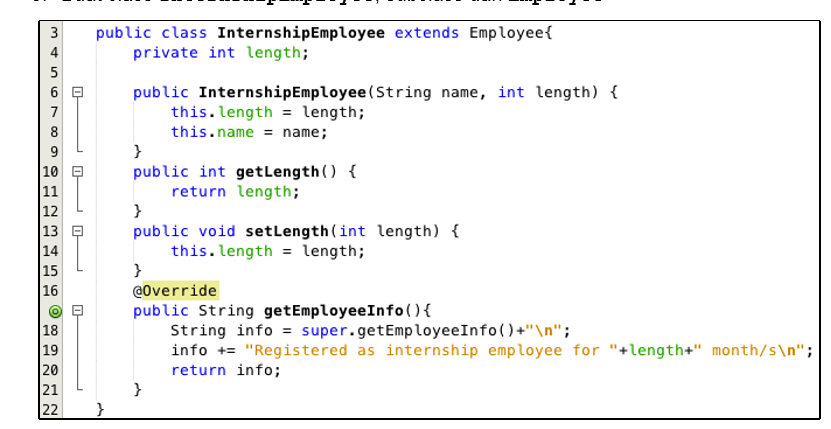 3 public class InternshipEmployee extends Employee{
4 private int length;
5
6 public InternshipEmployee(String name, int length) {
7 this.length = length;
8 this.name = name;
9 }
10 public int getLength() {
11 return length;
12 }
13 public void setLength(int length) {
14 this.length = length;
15 }
16 @Override
public String getEmployeeInfo(){
18 String info = super.getEmployeeInfo()+"\n";
19 info += "Registered as internship employee for "+length+" month/s\n";
20 return info;
21 }
22 }